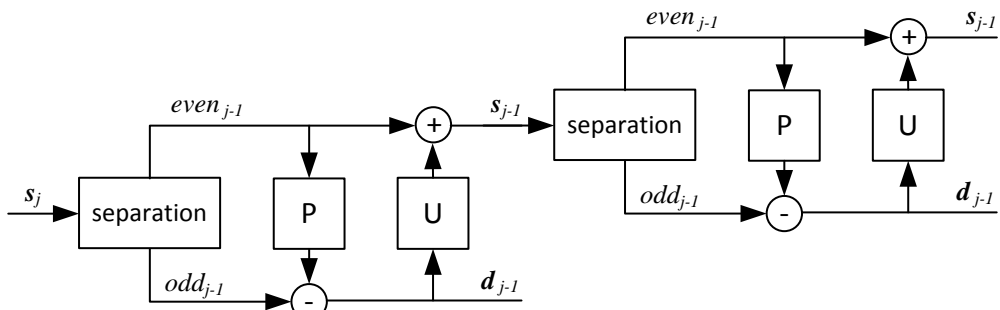 even j-1
s j-1
+
separation
P
U
odd j-1
-
d j-1
even j-1
s j-1
+
s j
separation
P
U
odd j-1
-
d j-1